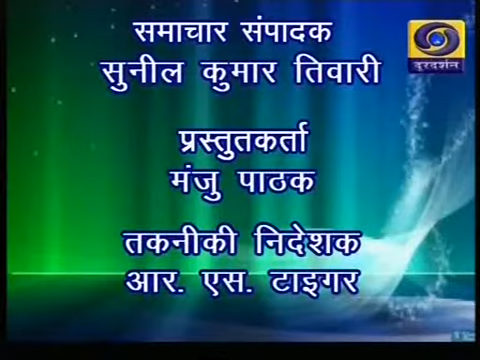 समाचार संपादक
सुनील कुमार तिवारी
दूरदर्शन
प्रस्तुतकर्ता
मंजु पाठक
तकनीकी निदेशक
आर. एस. टाइगर